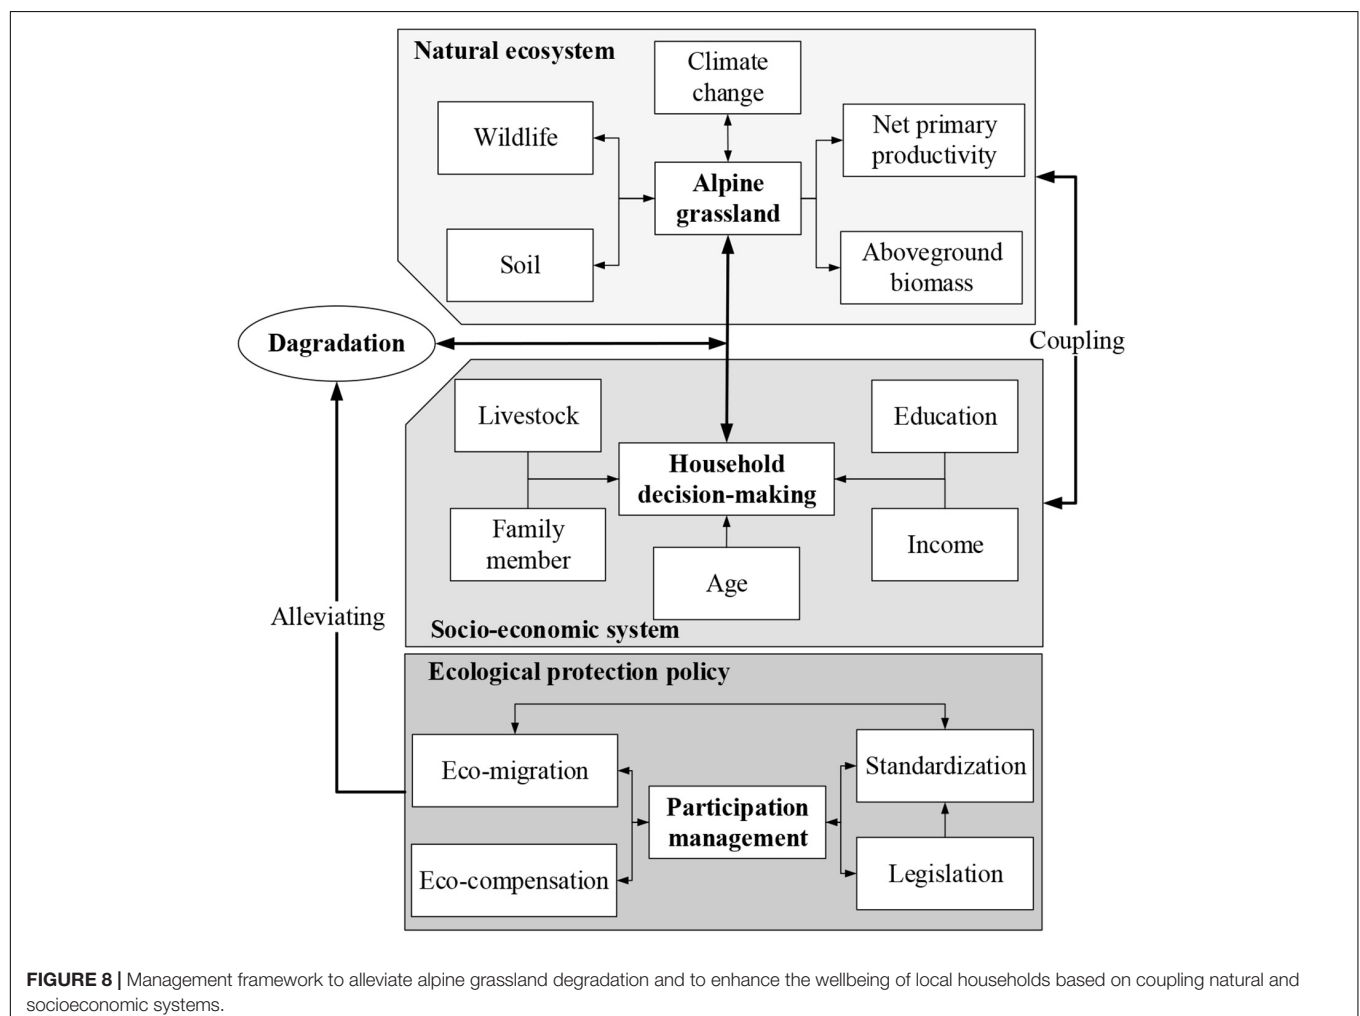 Natural ecosystem
Climate
change
Wildlife
Net primary
productivity
Alpine
grassland
Soil
Aboveground
biomass
Dagradation
Coupling
Livestock
Education
Household
decision-making
Family
member
Income
Age
Alleviating
Socio-economic system
Ecological protection policy
Eco-migration
Standardization
Participation
management
Eco-compensation
Legislation
FIGURE 8 | Management framework to alleviate alpine grassland degradation and to enhance the wellbeing of local households based on coupling natural and
socioeconomic systems.